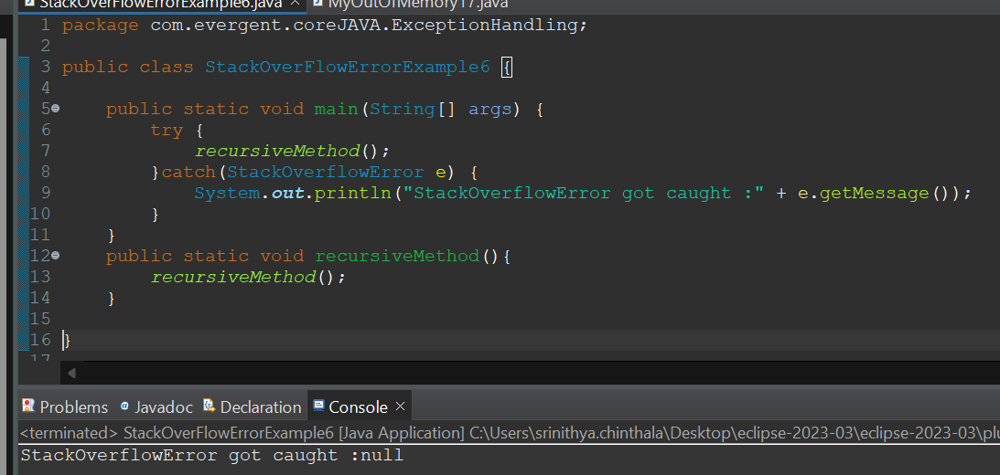 StackOverFlowErrorExample6.java MyOutOfMemory17.java
1 package com.evergent.coreJAVA.ExceptionHandling;
2
3 public class StackOverFlowErrorExample6 {
4
5 public static void main(String[] args) {
6 try {
7 recursiveMethod();
8 }catch(StackOverflowError e) {
9 System.out.println("StackOverflowError got caught :" + e.getMessage());
10 }
11 }
12 public static void recursiveMethod(){
13 recursiveMethod();
14 }
15
16 }
17
Problems Javadoc Declaration Console
<terminated> StackOverFlowErrorExample6 [Java Application] C:\Users\srinithya.chinthala\Desktop\eclipse-2023-03\eclipse-2023-03\plu
StackOverflowError got caught :null